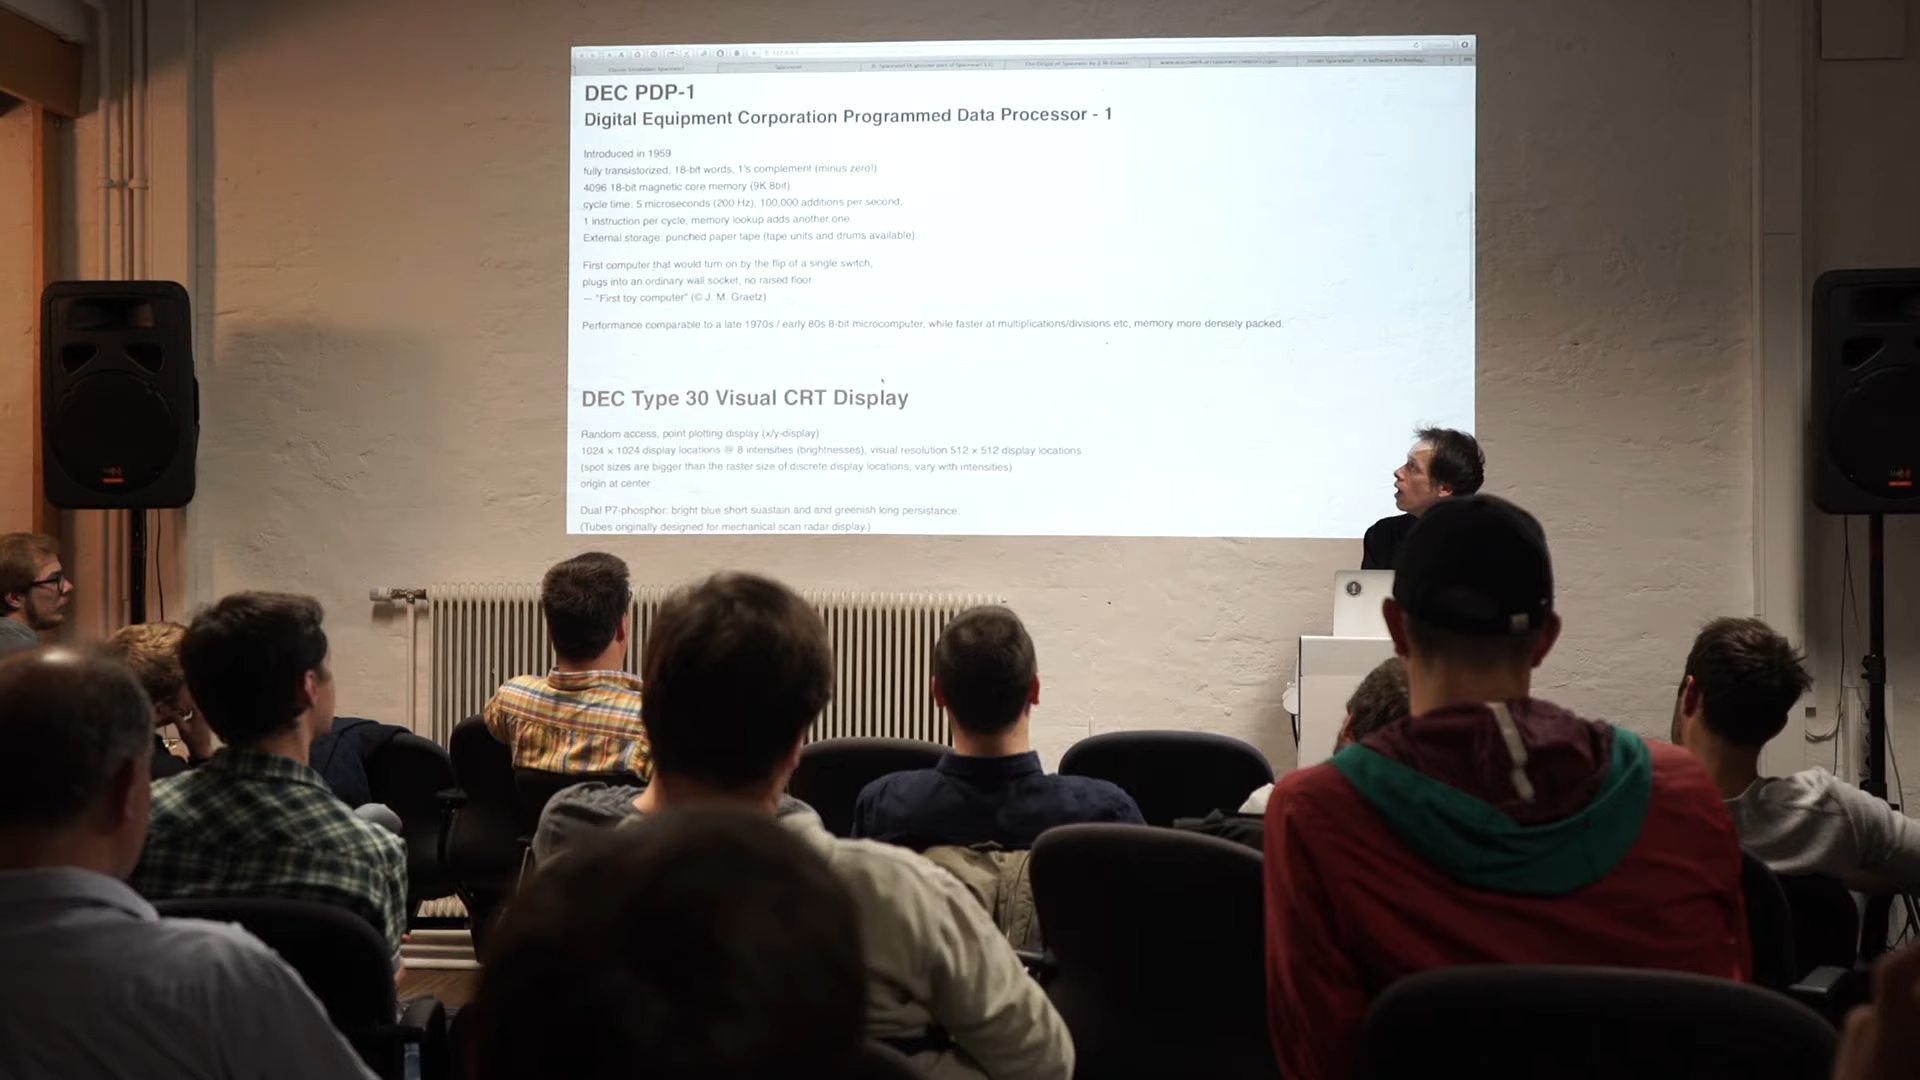 DEC PDP-1
Digital Equipment Corporation Programmed Data Processor - 1
Introduced in 1959
fully transistorized, 18-bit words, 1's complement (minus zero!)
4096 18-bit magnetic core memory (9K 8bit)
cycle time: 5 microseconds (200 Hz), 100,000 additions per second,
1 instruction per cycle, memory lookup adds another one.
External storage: punched paper tape (tape units and drums available)
First computer that would turn on by the flip of a single switch,
plugs into an ordinary wall socket, no raised floor.
— "First toy computer" (© J. M. Graetz)
Performance comparable to a late 1970s / early 80s 8-bit microcomputer, while faster at multiplications/divisions etc, memory more densely packed.
DEC Type 30 Visual CRT Display
Random access, point plotting display (x/y-display)
1024 × 1024 display locations @ 8 intensities (brightnesses), visual resolution 512 × 512 display locations
(spot sizes are bigger than the raster size of discrete display locations, vary with intensities)
origin at center
Dual P7-phosphor: bright blue short suastain and and greenish long persistance.
(Tubes originally designed for mechanical scan radar display.)